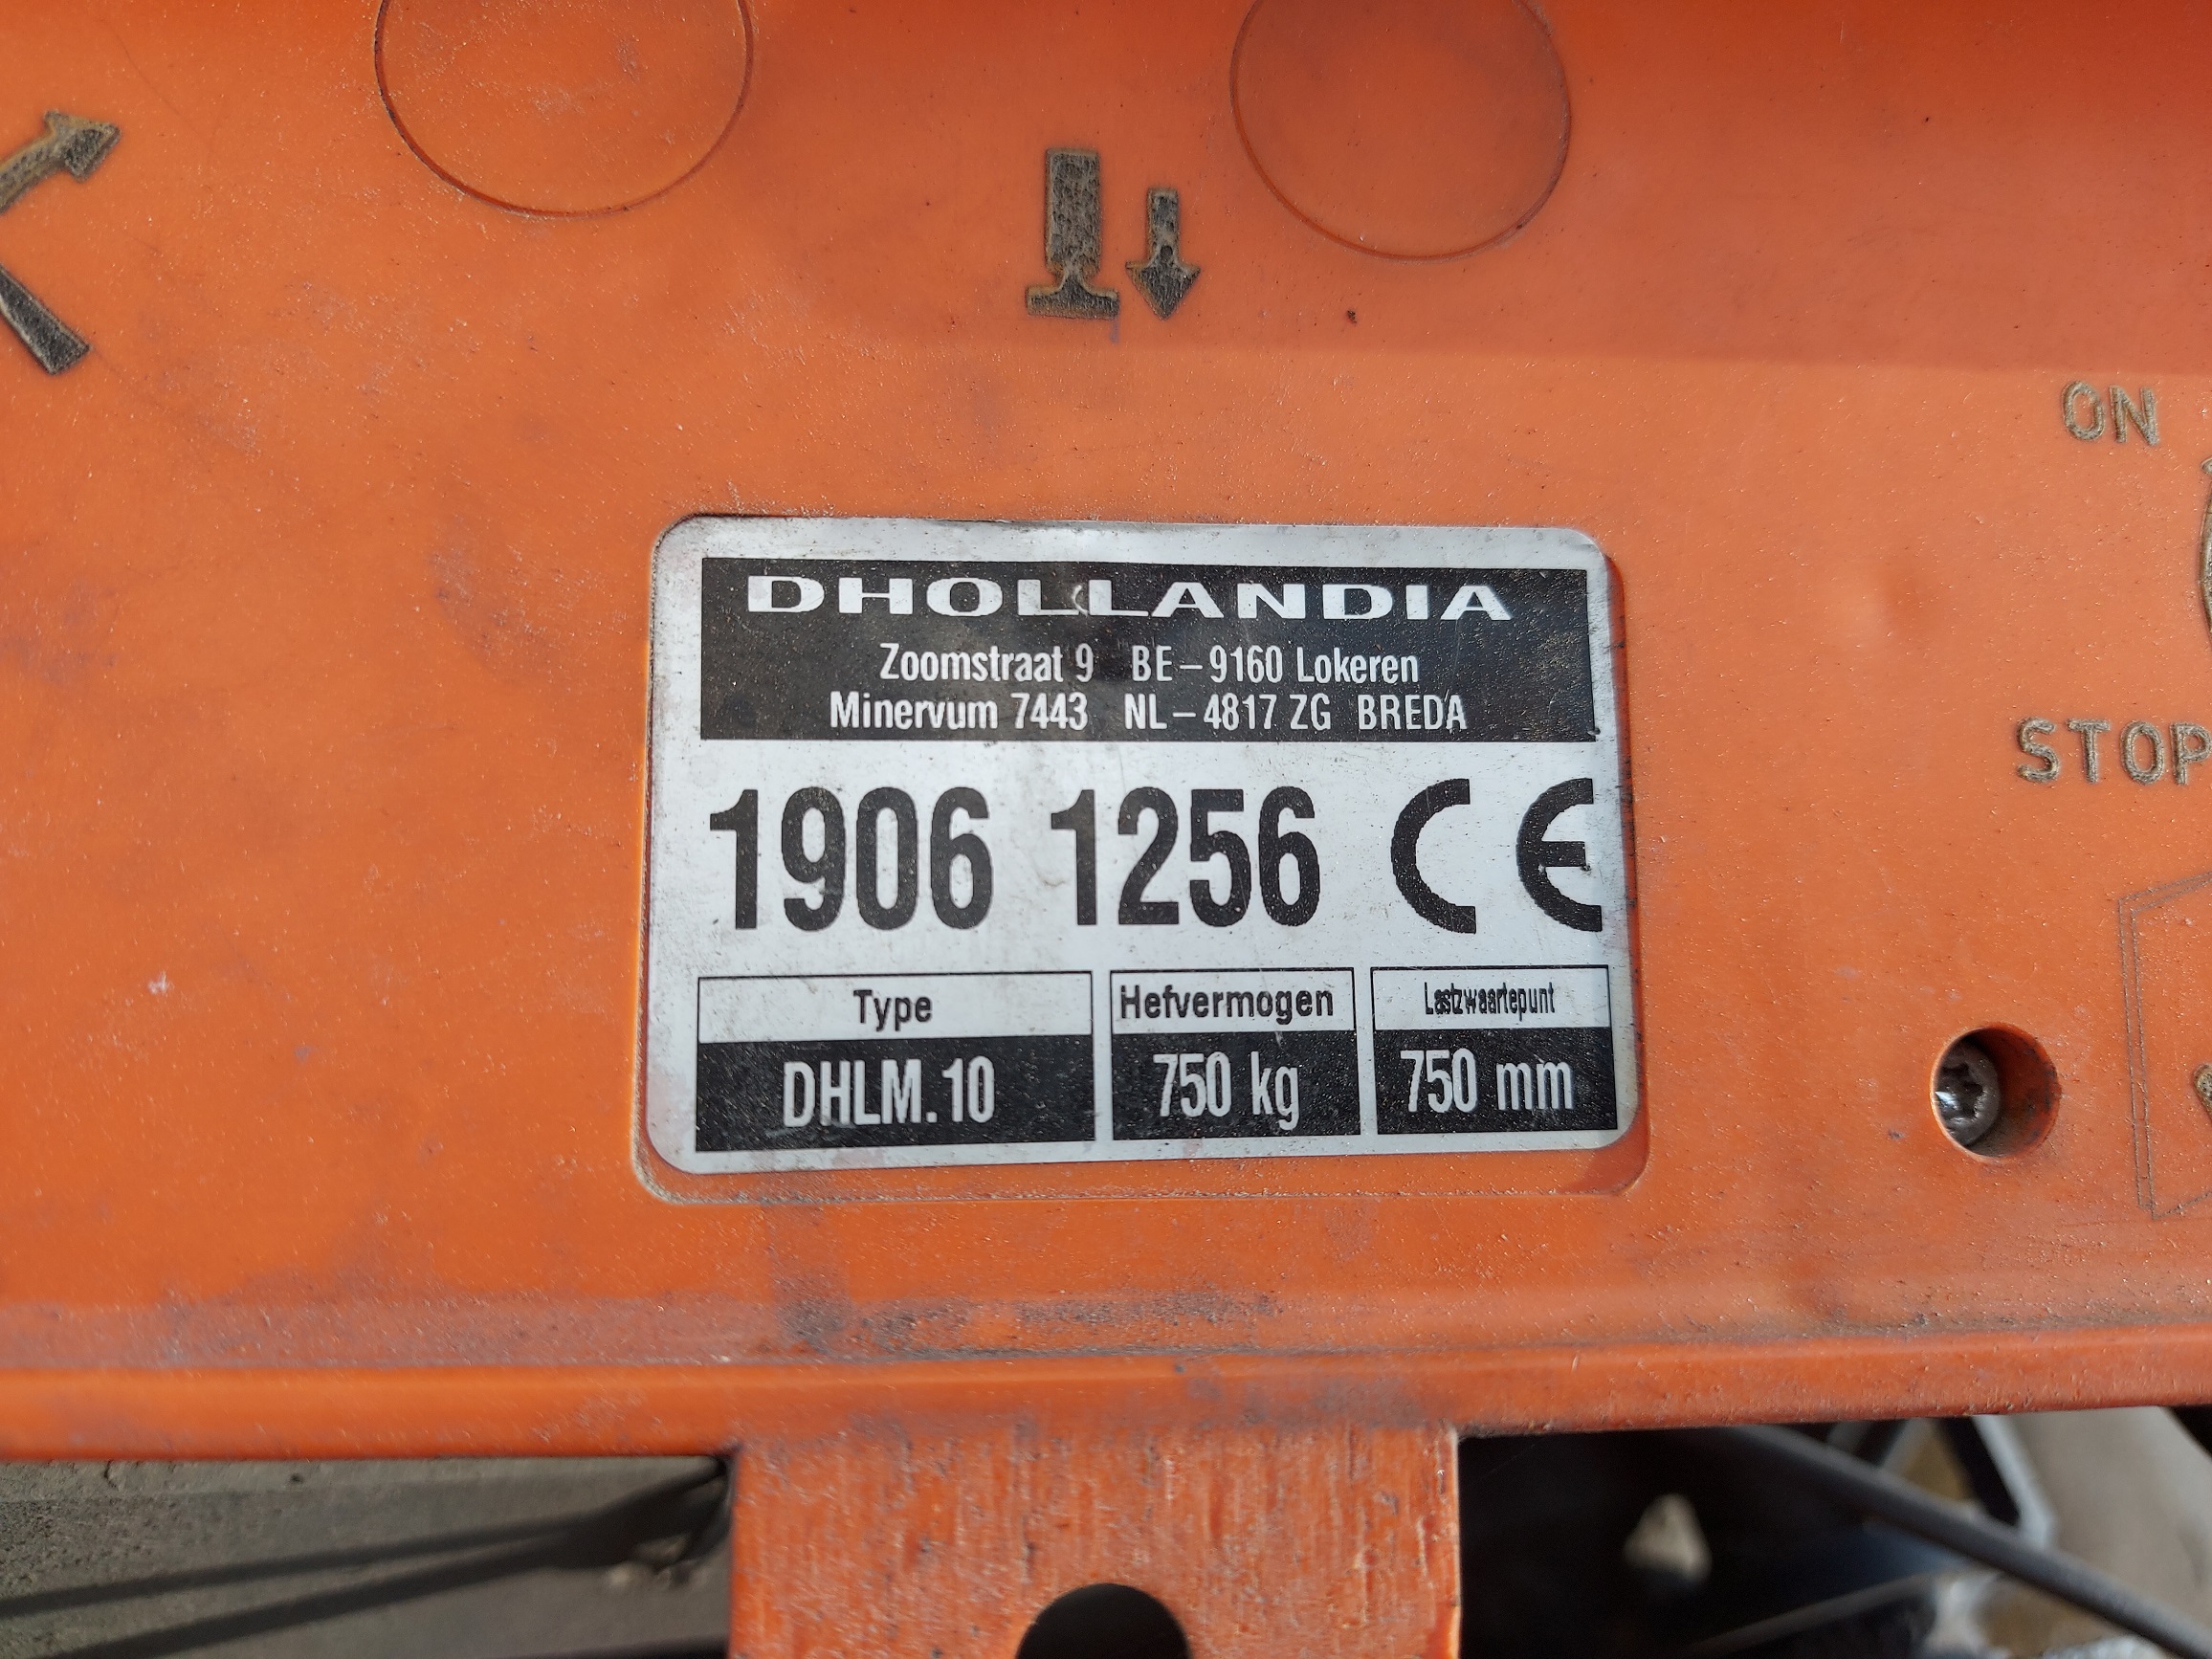 ON
DHOLLANDIA
Zoomstraat 9 BE-9160 Lokeren
Minervum 7443 NL-4817 ZG BREDA
STOP
1906 1256 CE
Type Hefvermogen Lastzwaartepunt
DHLM.10 750 kg 750 mm